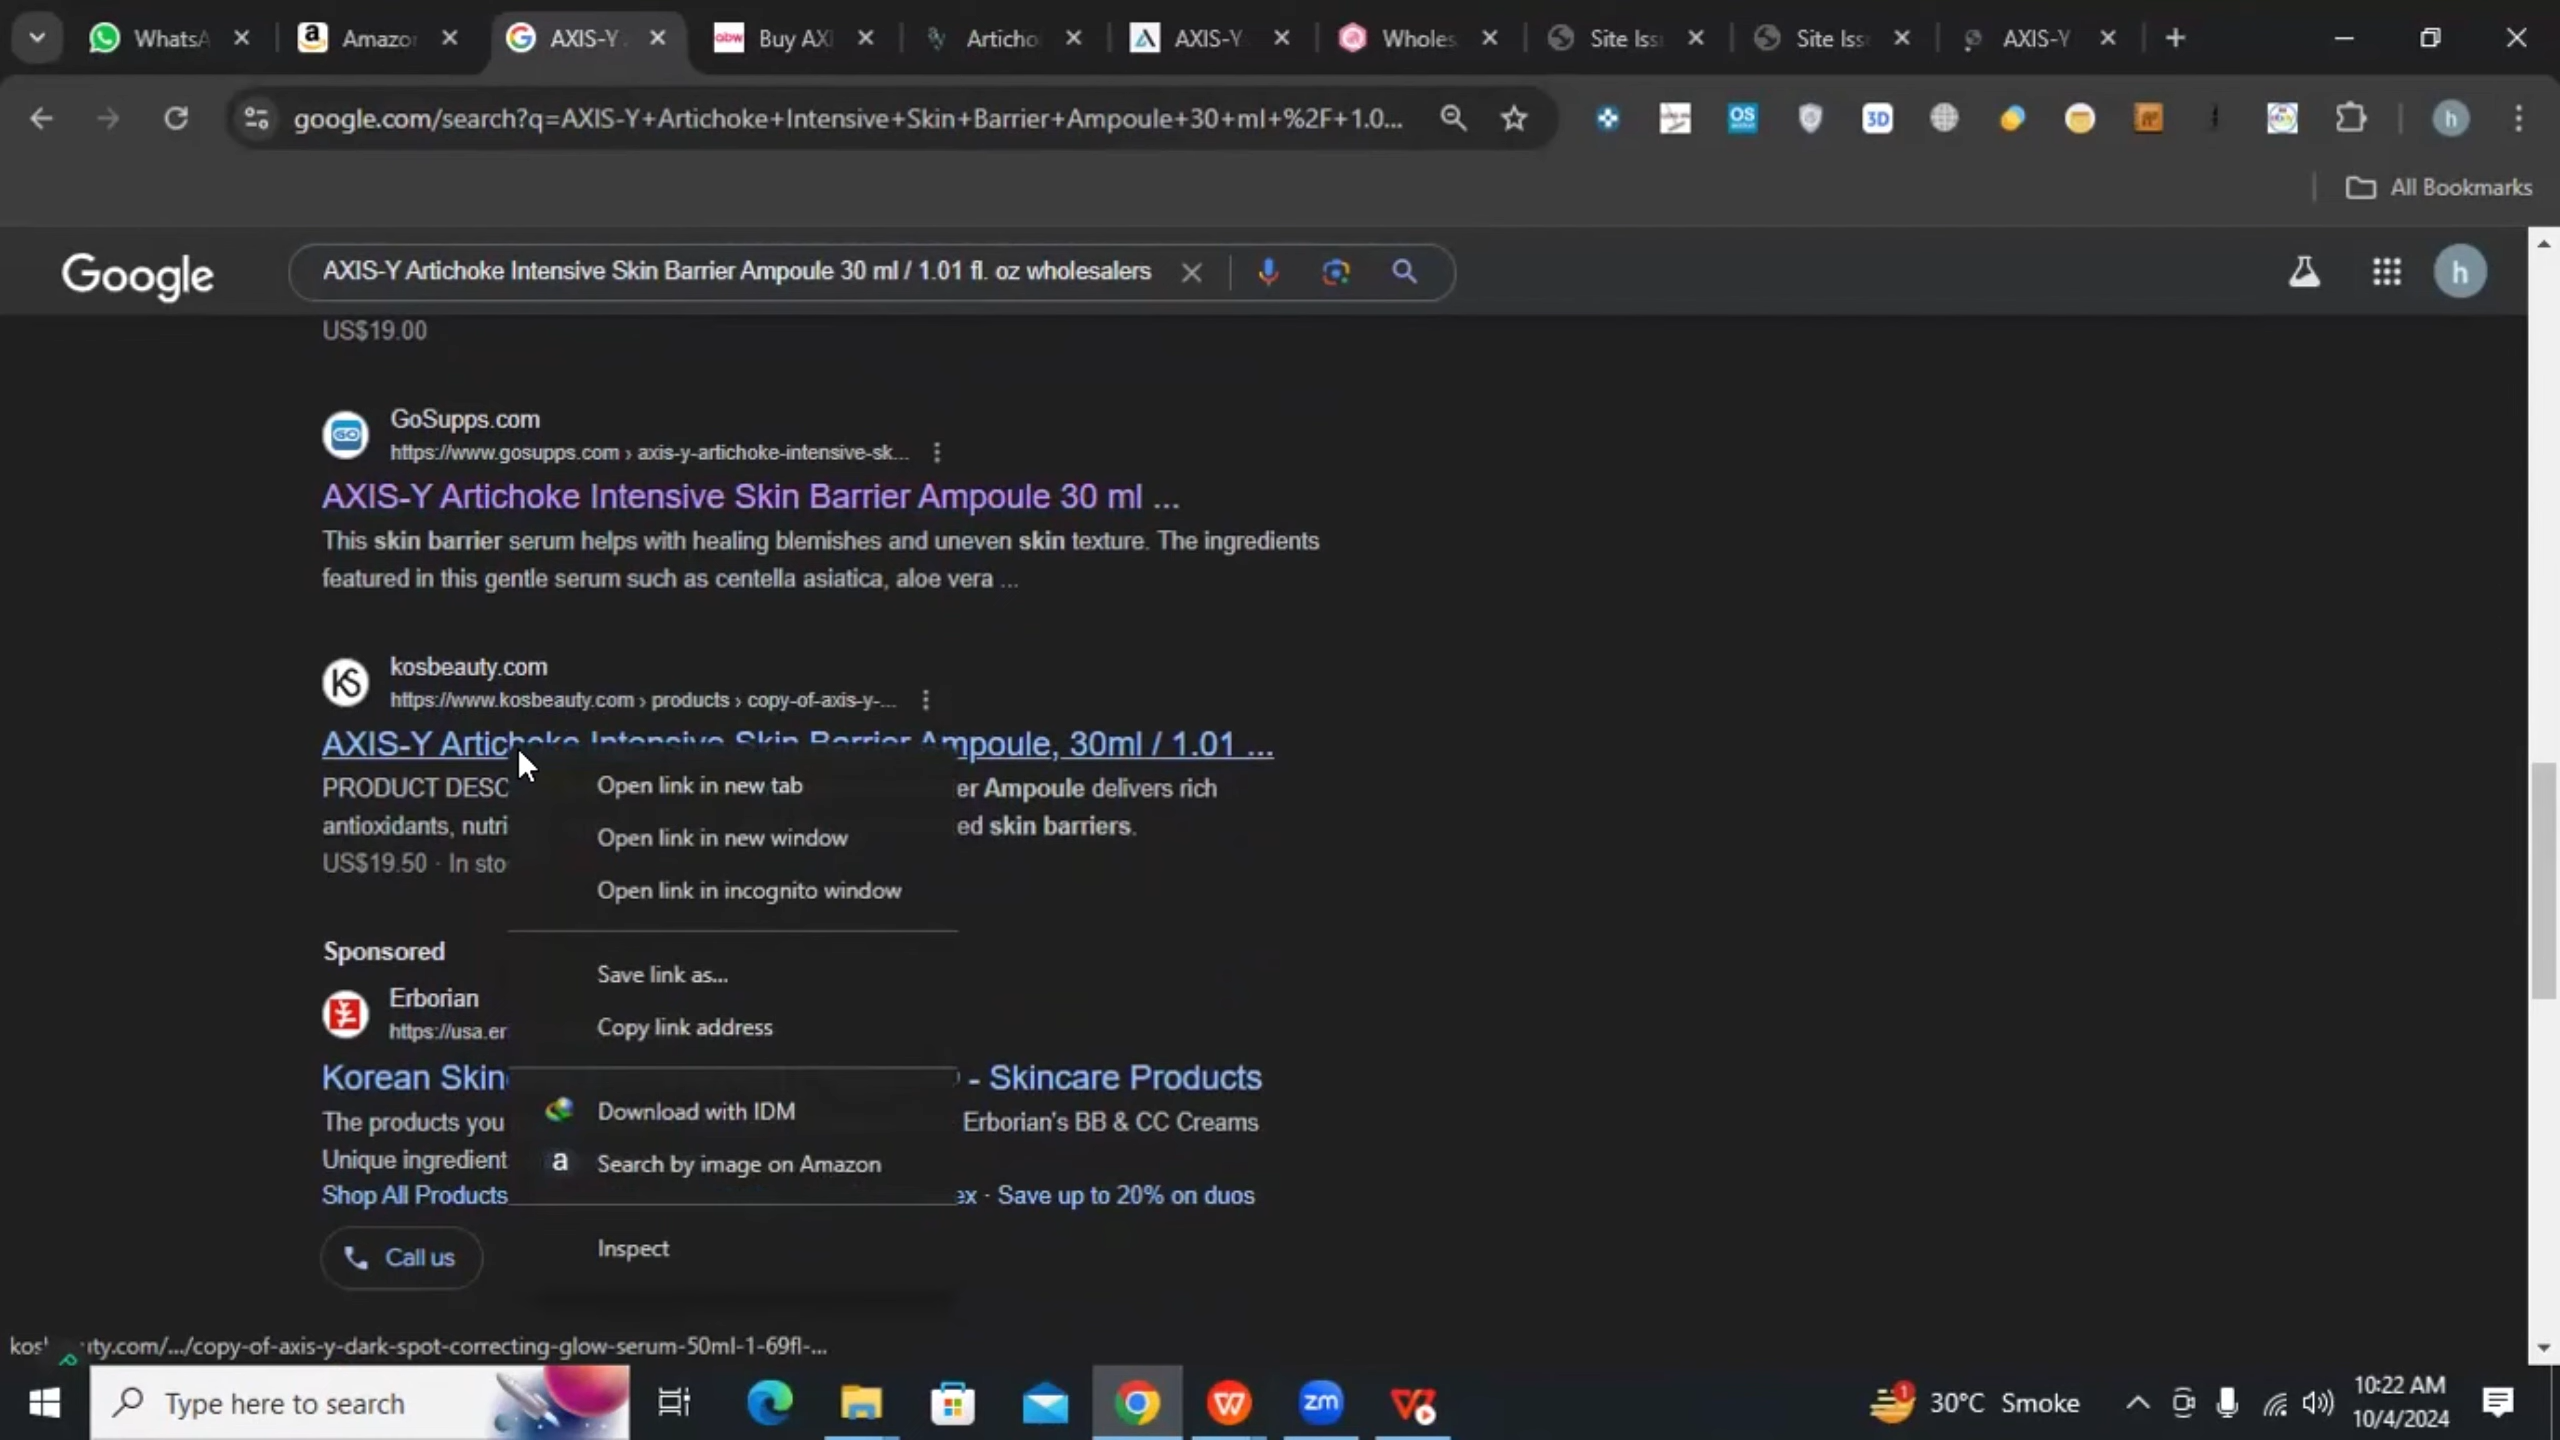 WhatsA
Amazo
AXIS-Y
Buy AX
Articho
AXIS-Y
Wholes
Site Iss
Site Iss
AXIS-Y
google.com/search?q=AXIS-Y+Artichoke+Intensive+Skin+Barrier+Ampoule+30+ml+%2F+1.0...
All Bookmarks
Google
AXIS-Y Artichoke Intensive Skin Barrier Ampoule 30 ml / 1.01 fl. oz wholesalers
US$19.00
GoSupps.com
https://www.gosupps.com › axis-y-artichoke-intensive-sk...
AXIS-Y Artichoke Intensive Skin Barrier Ampoule 30 ml ...
This skin barrier serum helps with healing blemishes and uneven skin texture. The ingredients
featured in this gentle serum such as centella asiatica, aloe vera ...
kosbeauty.com
https://www.kosbeauty.com › products › copy-of-axis-y-...
AXIS-Y Artichoke Intensive Skin Barrier Ampoule, 30ml / 1.01 ...
PRODUCT DESC er Ampoule delivers rich
antioxidants, nutri ed skin barriers.
US$19.50 · In sto
Open link in new tab
Open link in new window
Open link in incognito window
Save link as...
Copy link address
Download with IDM
Search by image on Amazon
Inspect
Sponsored
Erborian
https://usa.er
Korean Skin - Skincare Products
The products you Erborian's BB & CC Creams
Unique ingredient
Shop All Products ex · Save up to 20% on duos
Call us
kos uty.com/.../copy-of-axis-y-dark-spot-correcting-glow-serum-50ml-1-69fl-...
Type here to search
30°C Smoke
10:22 AM
10/4/2024